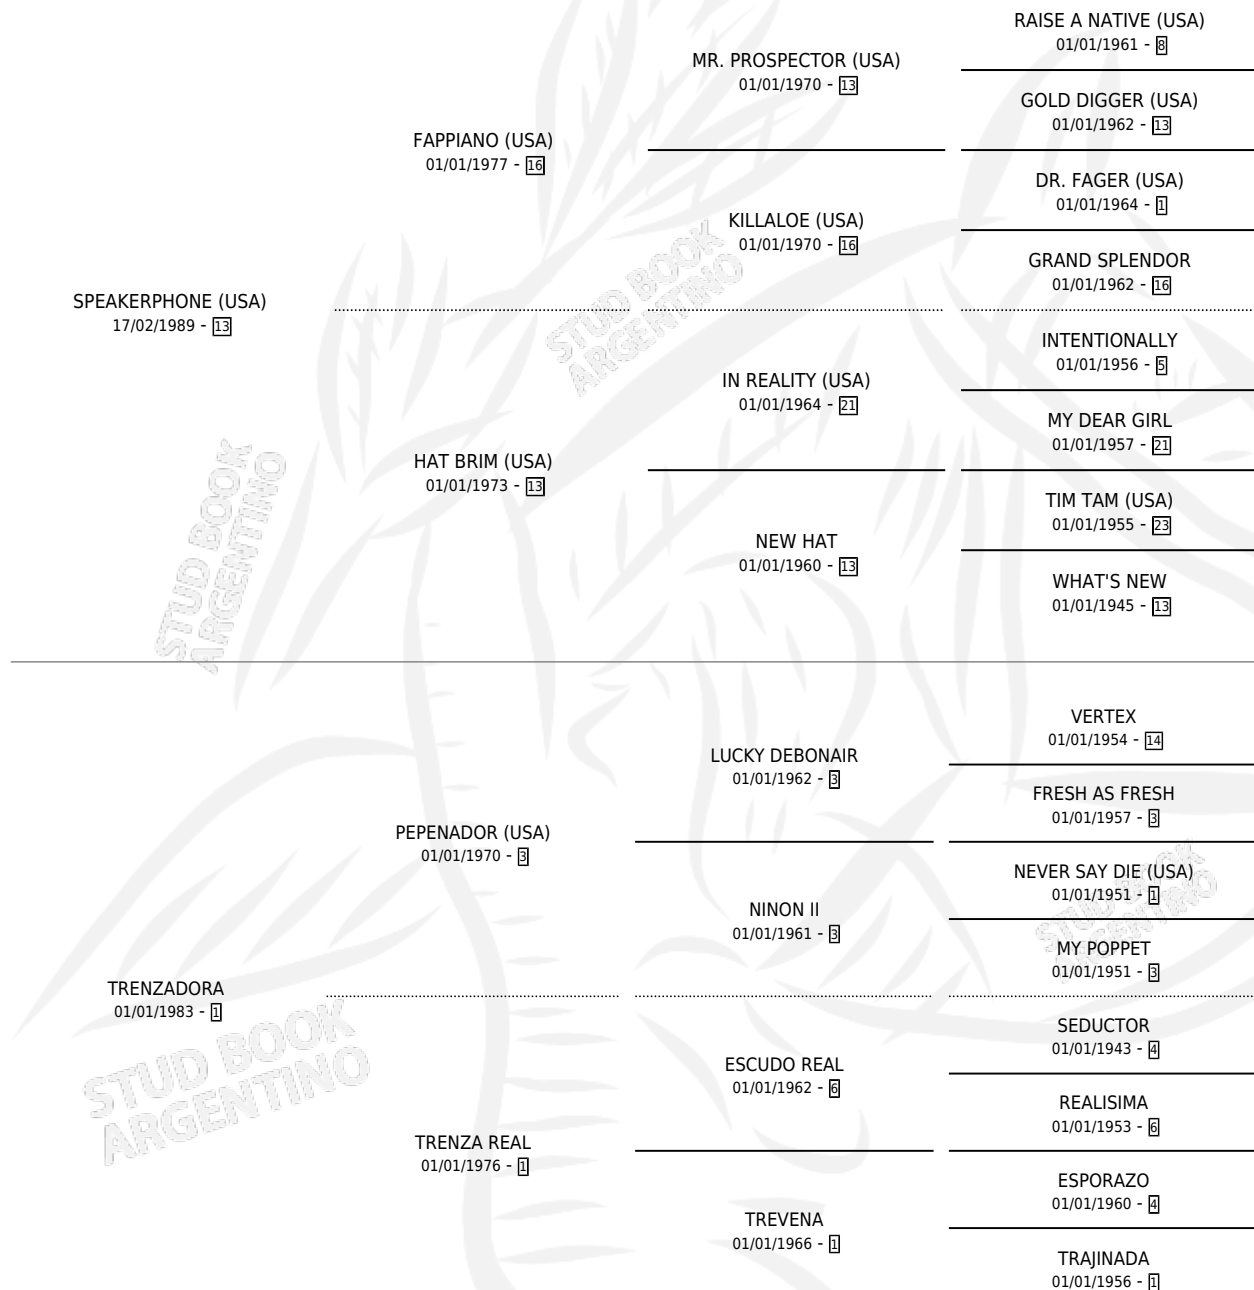 RAISE A NATIVE (USA)
01/01/1961 - 8
MR. PROSPECTOR (USA)
01/01/1970 - 13
GOLD DIGGER (USA)
01/01/1962 - 13
FAPPIANO (USA)
01/01/1977 - 16
DR. FAGER (USA)
01/01/1964 - 1
KILLALOE (USA)
01/01/1970 - 16
GRAND SPLENDOR
01/01/1962 - 16
SPEAKERPHONE (USA)
17/02/1989 - 13
INTENTIONALLY
01/01/1956 - 5
IN REALITY (USA)
01/01/1964 - 21
MY DEAR GIRL
01/01/1957 - 21
HAT BRIM (USA)
01/01/1973 - 13
TIM TAM (USA)
01/01/1955 - 23
NEW HAT
01/01/1960 - 13
WHAT'S NEW
01/01/1945 - 13
VERTEX
01/01/1954 - 14
LUCKY DEBONAIR
01/01/1962 - 3
FRESH AS FRESH
01/01/1957 - 3
PEPENADOR (USA)
01/01/1970 - 3
NEVER SAY DIE (USA)
01/01/1951 - 1
NINON II
01/01/1961 - 3
MY POPPET
01/01/1951 - 3
TRENZADORA
01/01/1983 - 1
SEDUCTOR
01/01/1943 - 4
ESCUDO REAL
01/01/1962 - 6
REALISIMA
01/01/1953 - 6
TRENZA REAL
01/01/1976 - 1
ESPORAZO
01/01/1960 - 4
TREVENA
01/01/1966 - 1
TRAJINADA
01/01/1956 - 1
STUD BOOK
ARGENTINO
STUD BOOK
ARGENTINO
STUD BOOK
ARGENTINO
STUD BOOK
ARGENTINO